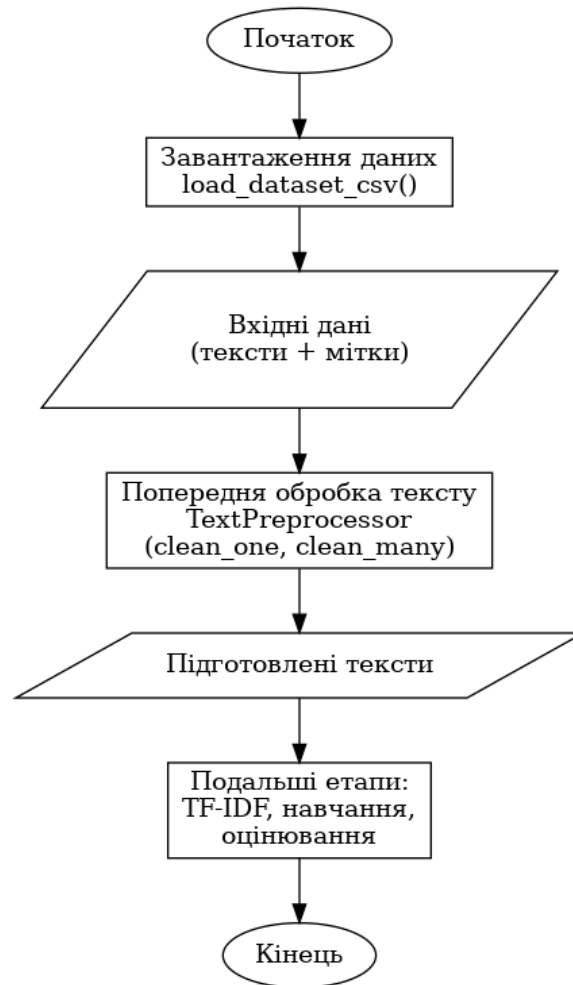 Початок
Завантаження даних
load_dataset_csv()
Вхідні дані
(тексти + мітки)
Попередня обробка тексту
TextPreprocessor
(clean_one, clean_many)
Підготовлені тексти
Подальші етапи:
TF-IDF, навчання,
оцінювання
Кінець